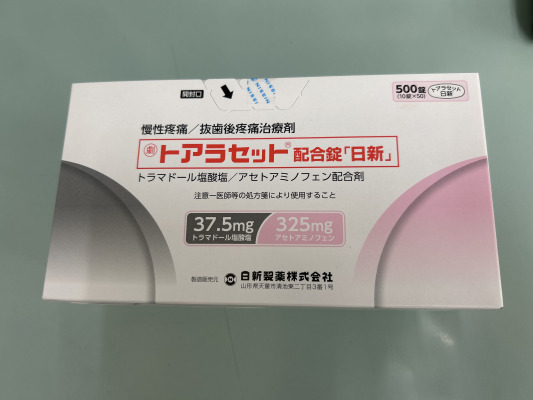 開封口
NISSIN
500錠
(10錠×50)
トアラセット
日新
慢性疼痛/抜歯後疼痛治療剤
劇 トアラセット® 配合錠「日新」
トラマドール塩酸塩/アセトアミノフェン配合剤
注意-医師等の処方箋により使用すること
37.5mg 325mg
トラマドール塩酸塩 アセトアミノフェン
製造販売元 日新製薬株式会社
山形県天童市清池東二丁目3番1号